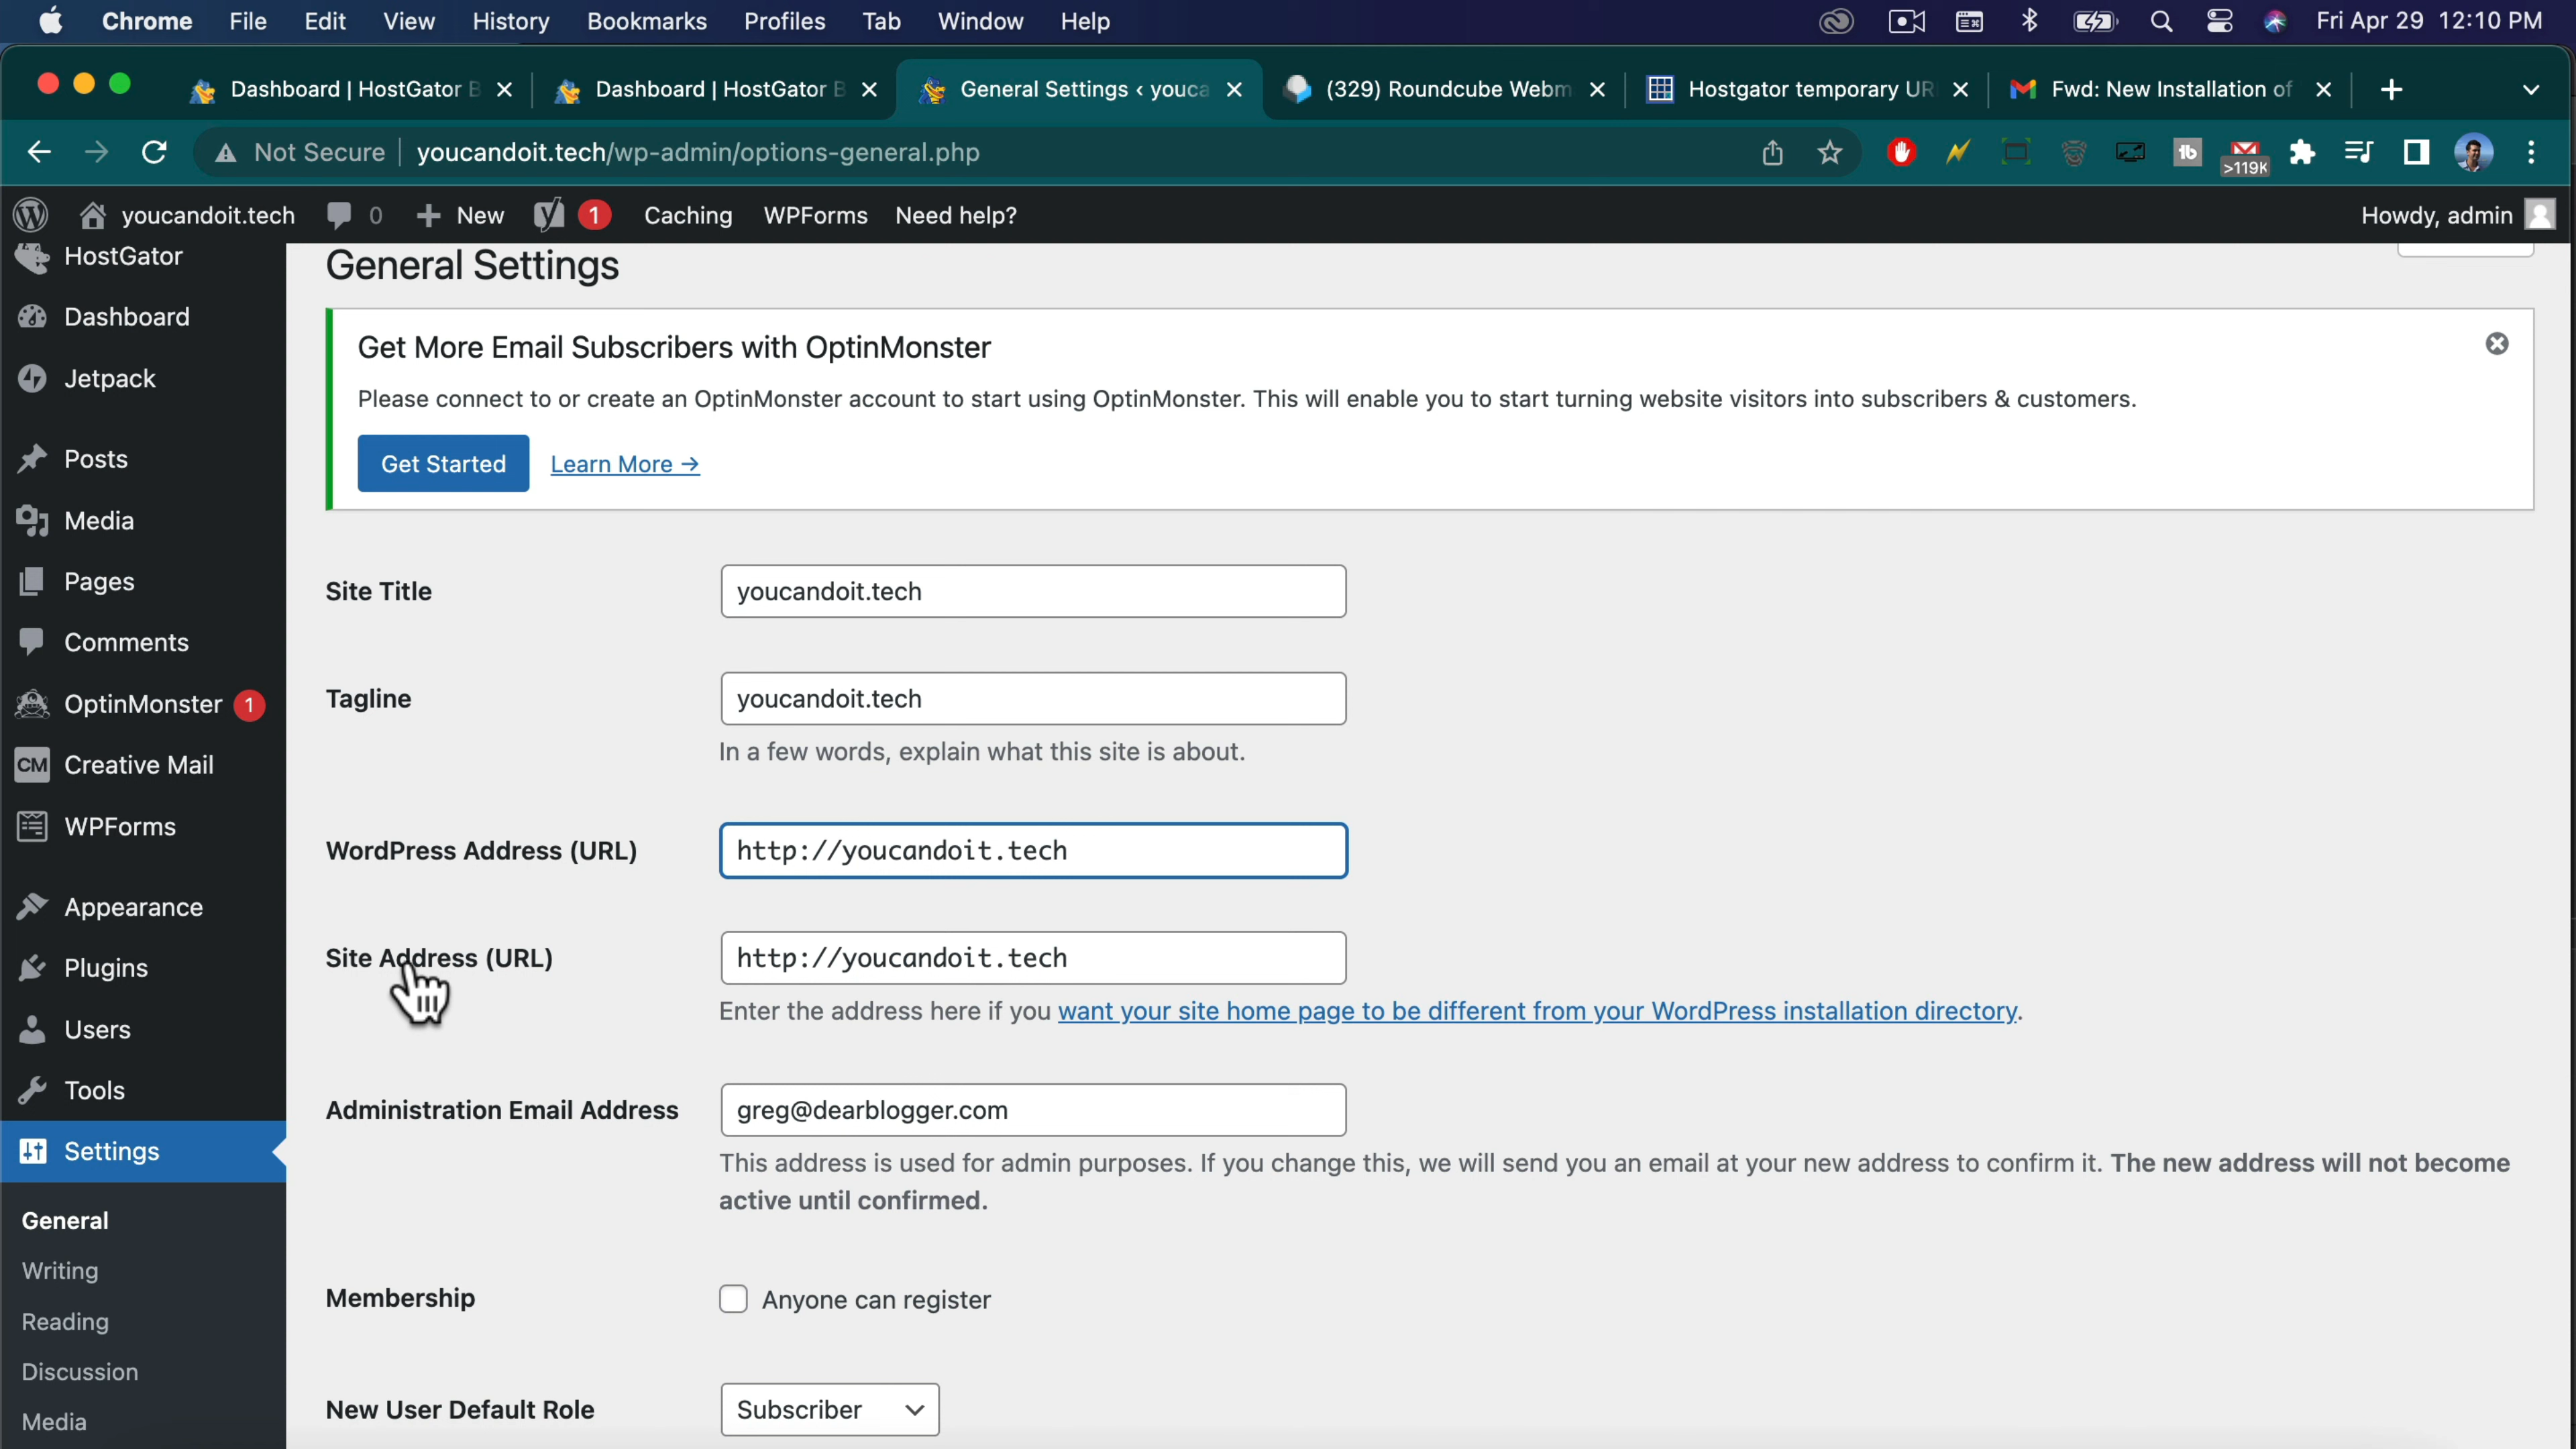 Chrome File Edit View History Bookmarks Profiles Tab Window Help Fri Apr 29 12:10 PM
Dashboard | HostGator B Dashboard | HostGator B General Settings ‹ youca (329) Roundcube Webm Hostgator temporary UR Fwd: New Installation of
Not Secure youcandoit.tech/wp-admin/options-general.php tb >119K
youcandoit.tech 0 + New 1 Caching WPForms Need help? Howdy, admin
HostGator
Dashboard
Jetpack
Posts
Media
Pages
Comments
OptinMonster 1
CM Creative Mail
WPForms
Appearance
Plugins
Users
Tools
Settings
General
Writing
Reading
Discussion
Media
General Settings
Get More Email Subscribers with OptinMonster
Please connect to or create an OptinMonster account to start using OptinMonster. This will enable you to start turning website visitors into subscribers & customers.
Get Started Learn More →
Site Title youcandoit.tech
Tagline youcandoit.tech
In a few words, explain what this site is about.
WordPress Address (URL) http://youcandoit.tech
Site Address (URL) http://youcandoit.tech
Enter the address here if you want your site home page to be different from your WordPress installation directory.
Administration Email Address greg@dearblogger.com
This address is used for admin purposes. If you change this, we will send you an email at your new address to confirm it. The new address will not become
active until confirmed.
Membership Anyone can register
New User Default Role Subscriber